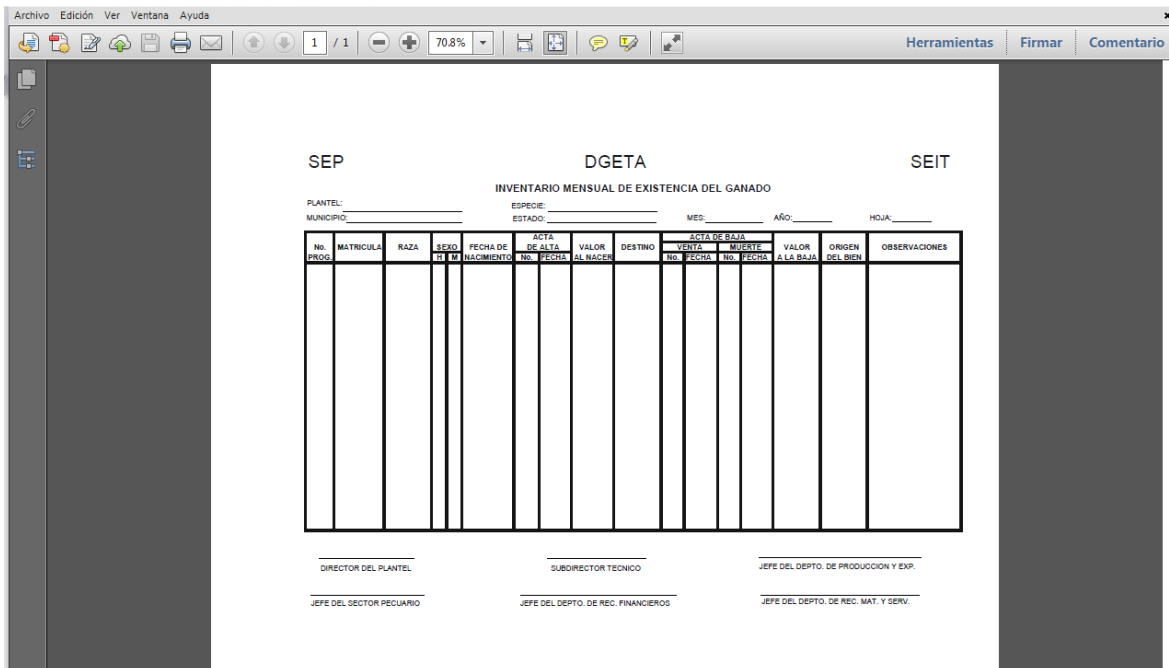 Archivo Edición Ver Ventana Ayuda
1 / 1 70.8% Herramientas Firmar Comentario
SEP DGETA SEIT
INVENTARIO MENSUAL DE EXISTENCIA DEL GANADO
PLANTEL: ESPECIE:
MUNICIPIO: ESTADO: MES: AÑO: HOJA:
No. PROG. MATRICULA RAZA SEXO H M FECHA DE NACIMIENTO ACTA DE ALTA No. FECHA VALOR AL NACER DESTINO ACTA DE BAJA VENTA No. FECHA MUERTE No. FECHA VALOR A LA BAJA ORIGEN DEL BIEN OBSERVACIONES
DIRECTOR DEL PLANTEL SUBDIRECTOR TECNICO JEFE DEL DEPTO. DE PRODUCCION Y EXP.
JEFE DEL SECTOR PECUARIO JEFE DEL DEPTO. DE REC. FINANCIEROS JEFE DEL DEPTO. DE REC. MAT. Y SERV.